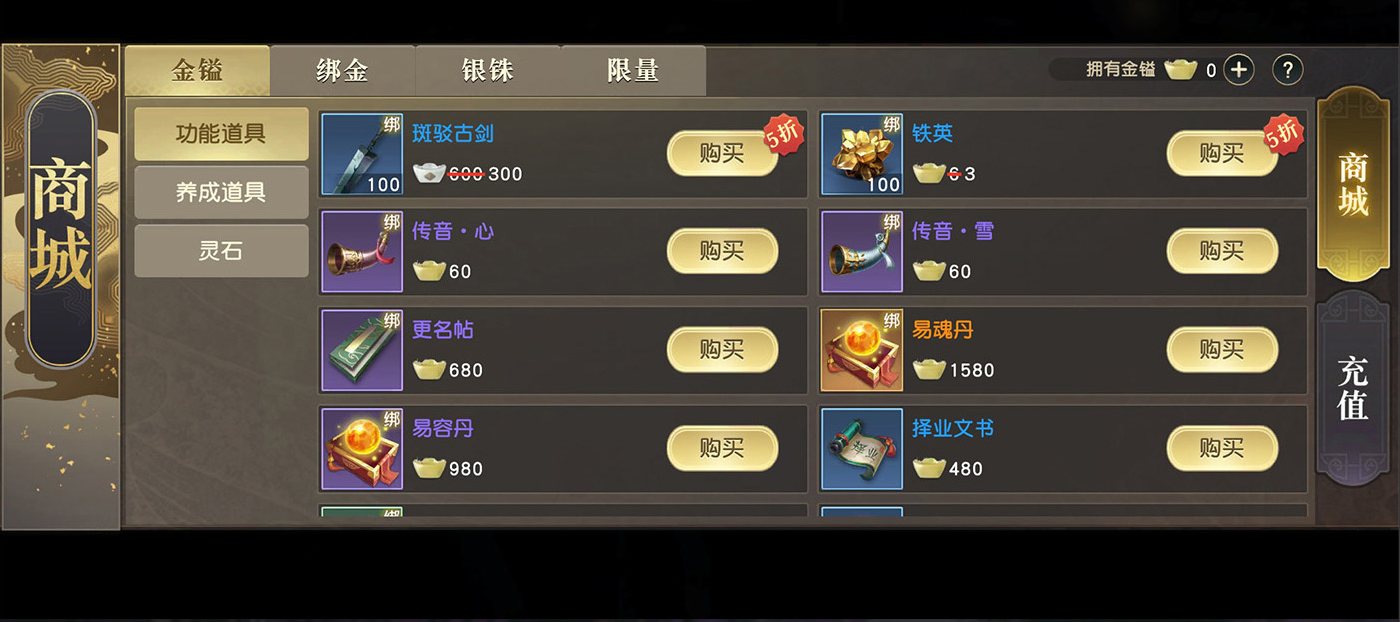 商城
金镒
绑金
银铢
限量
拥有金镒 0 + ?
功能道具
养成道具
灵石
绑
100
斑驳古剑
600 300
购买
5折
绑
100
铁英
6 3
购买
5折
绑
传音·心
60
购买
绑
传音·雪
60
购买
绑
更名帖
680
购买
绑
易魂丹
1580
购买
绑
易容丹
980
购买
择业
择业文书
480
购买
绑
商城
充值